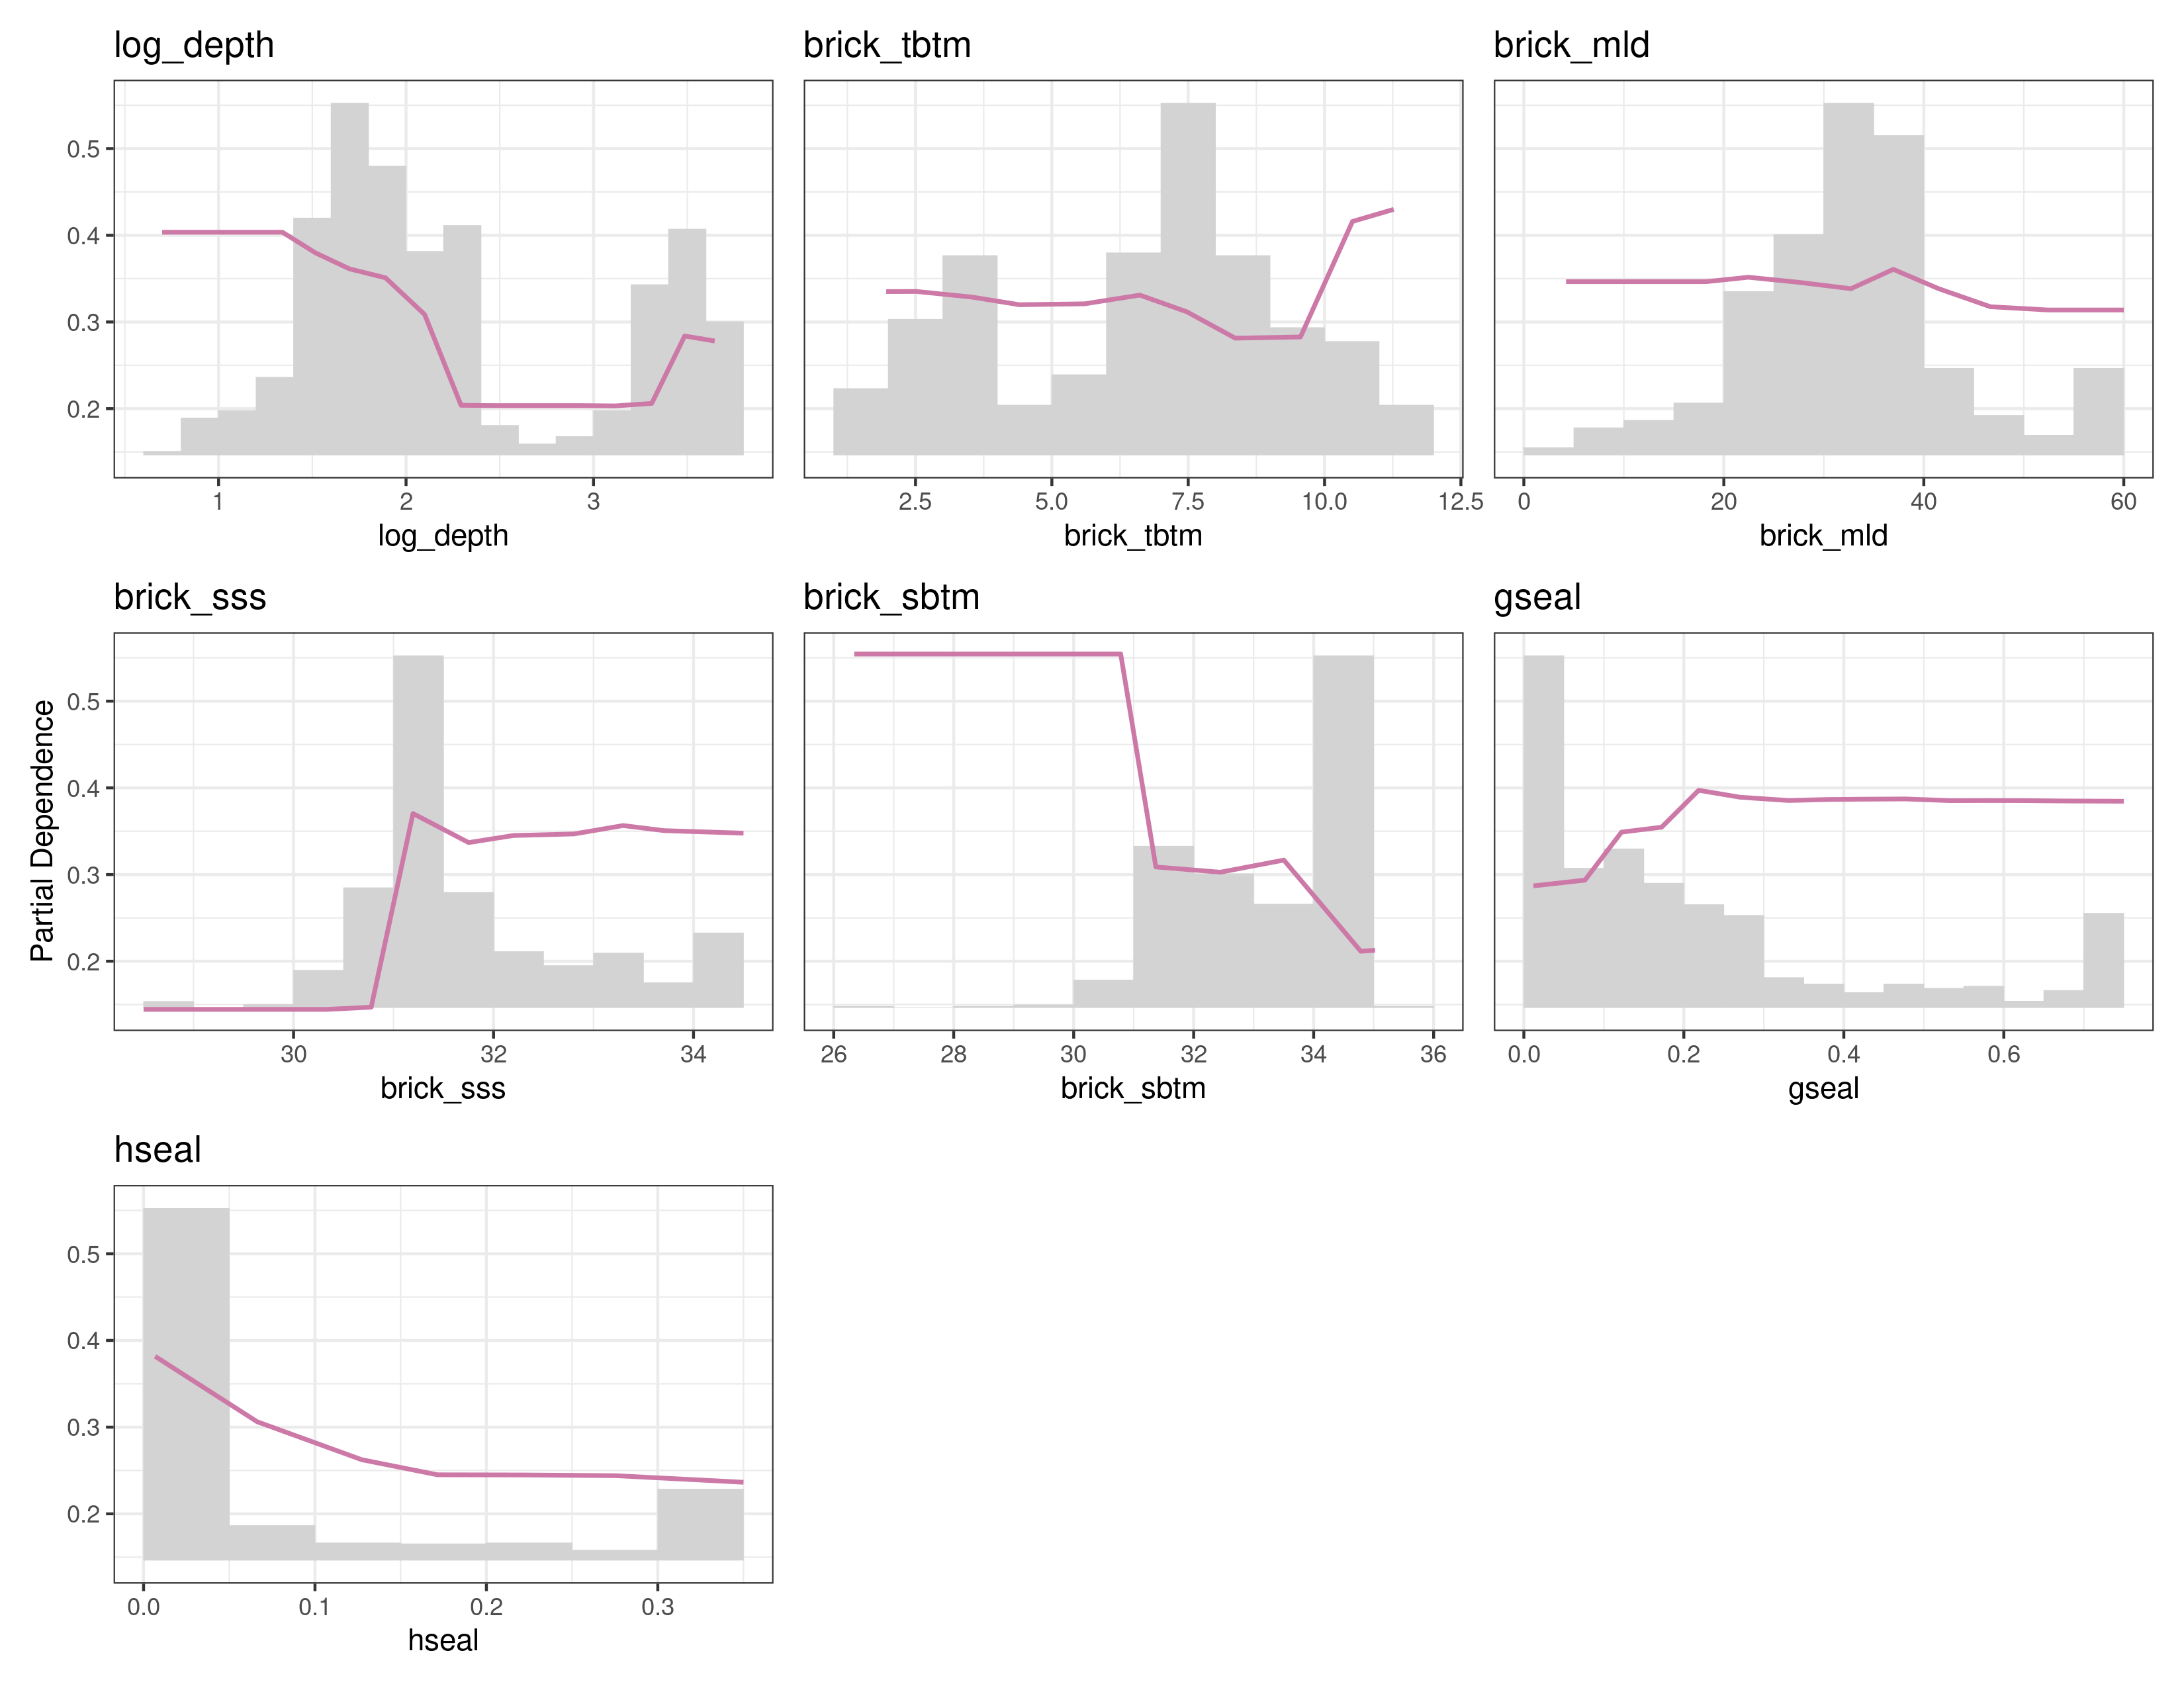 log_depth brick_tbtm brick_mld
0.5
0.4
0.3
0.2
1 2 3 2.5 5.0 7.5 10.0 12.5 0 20 40 60
log_depth brick_tbtm brick_mld
brick_sss brick_sbtm gseal
Partial Dependence
0.5
0.4
0.3
0.2
30 32 34 26 28 30 32 34 36 0.0 0.2 0.4 0.6
brick_sss brick_sbtm gseal
hseal
0.5
0.4
0.3
0.2
0.0 0.1 0.2 0.3
hseal